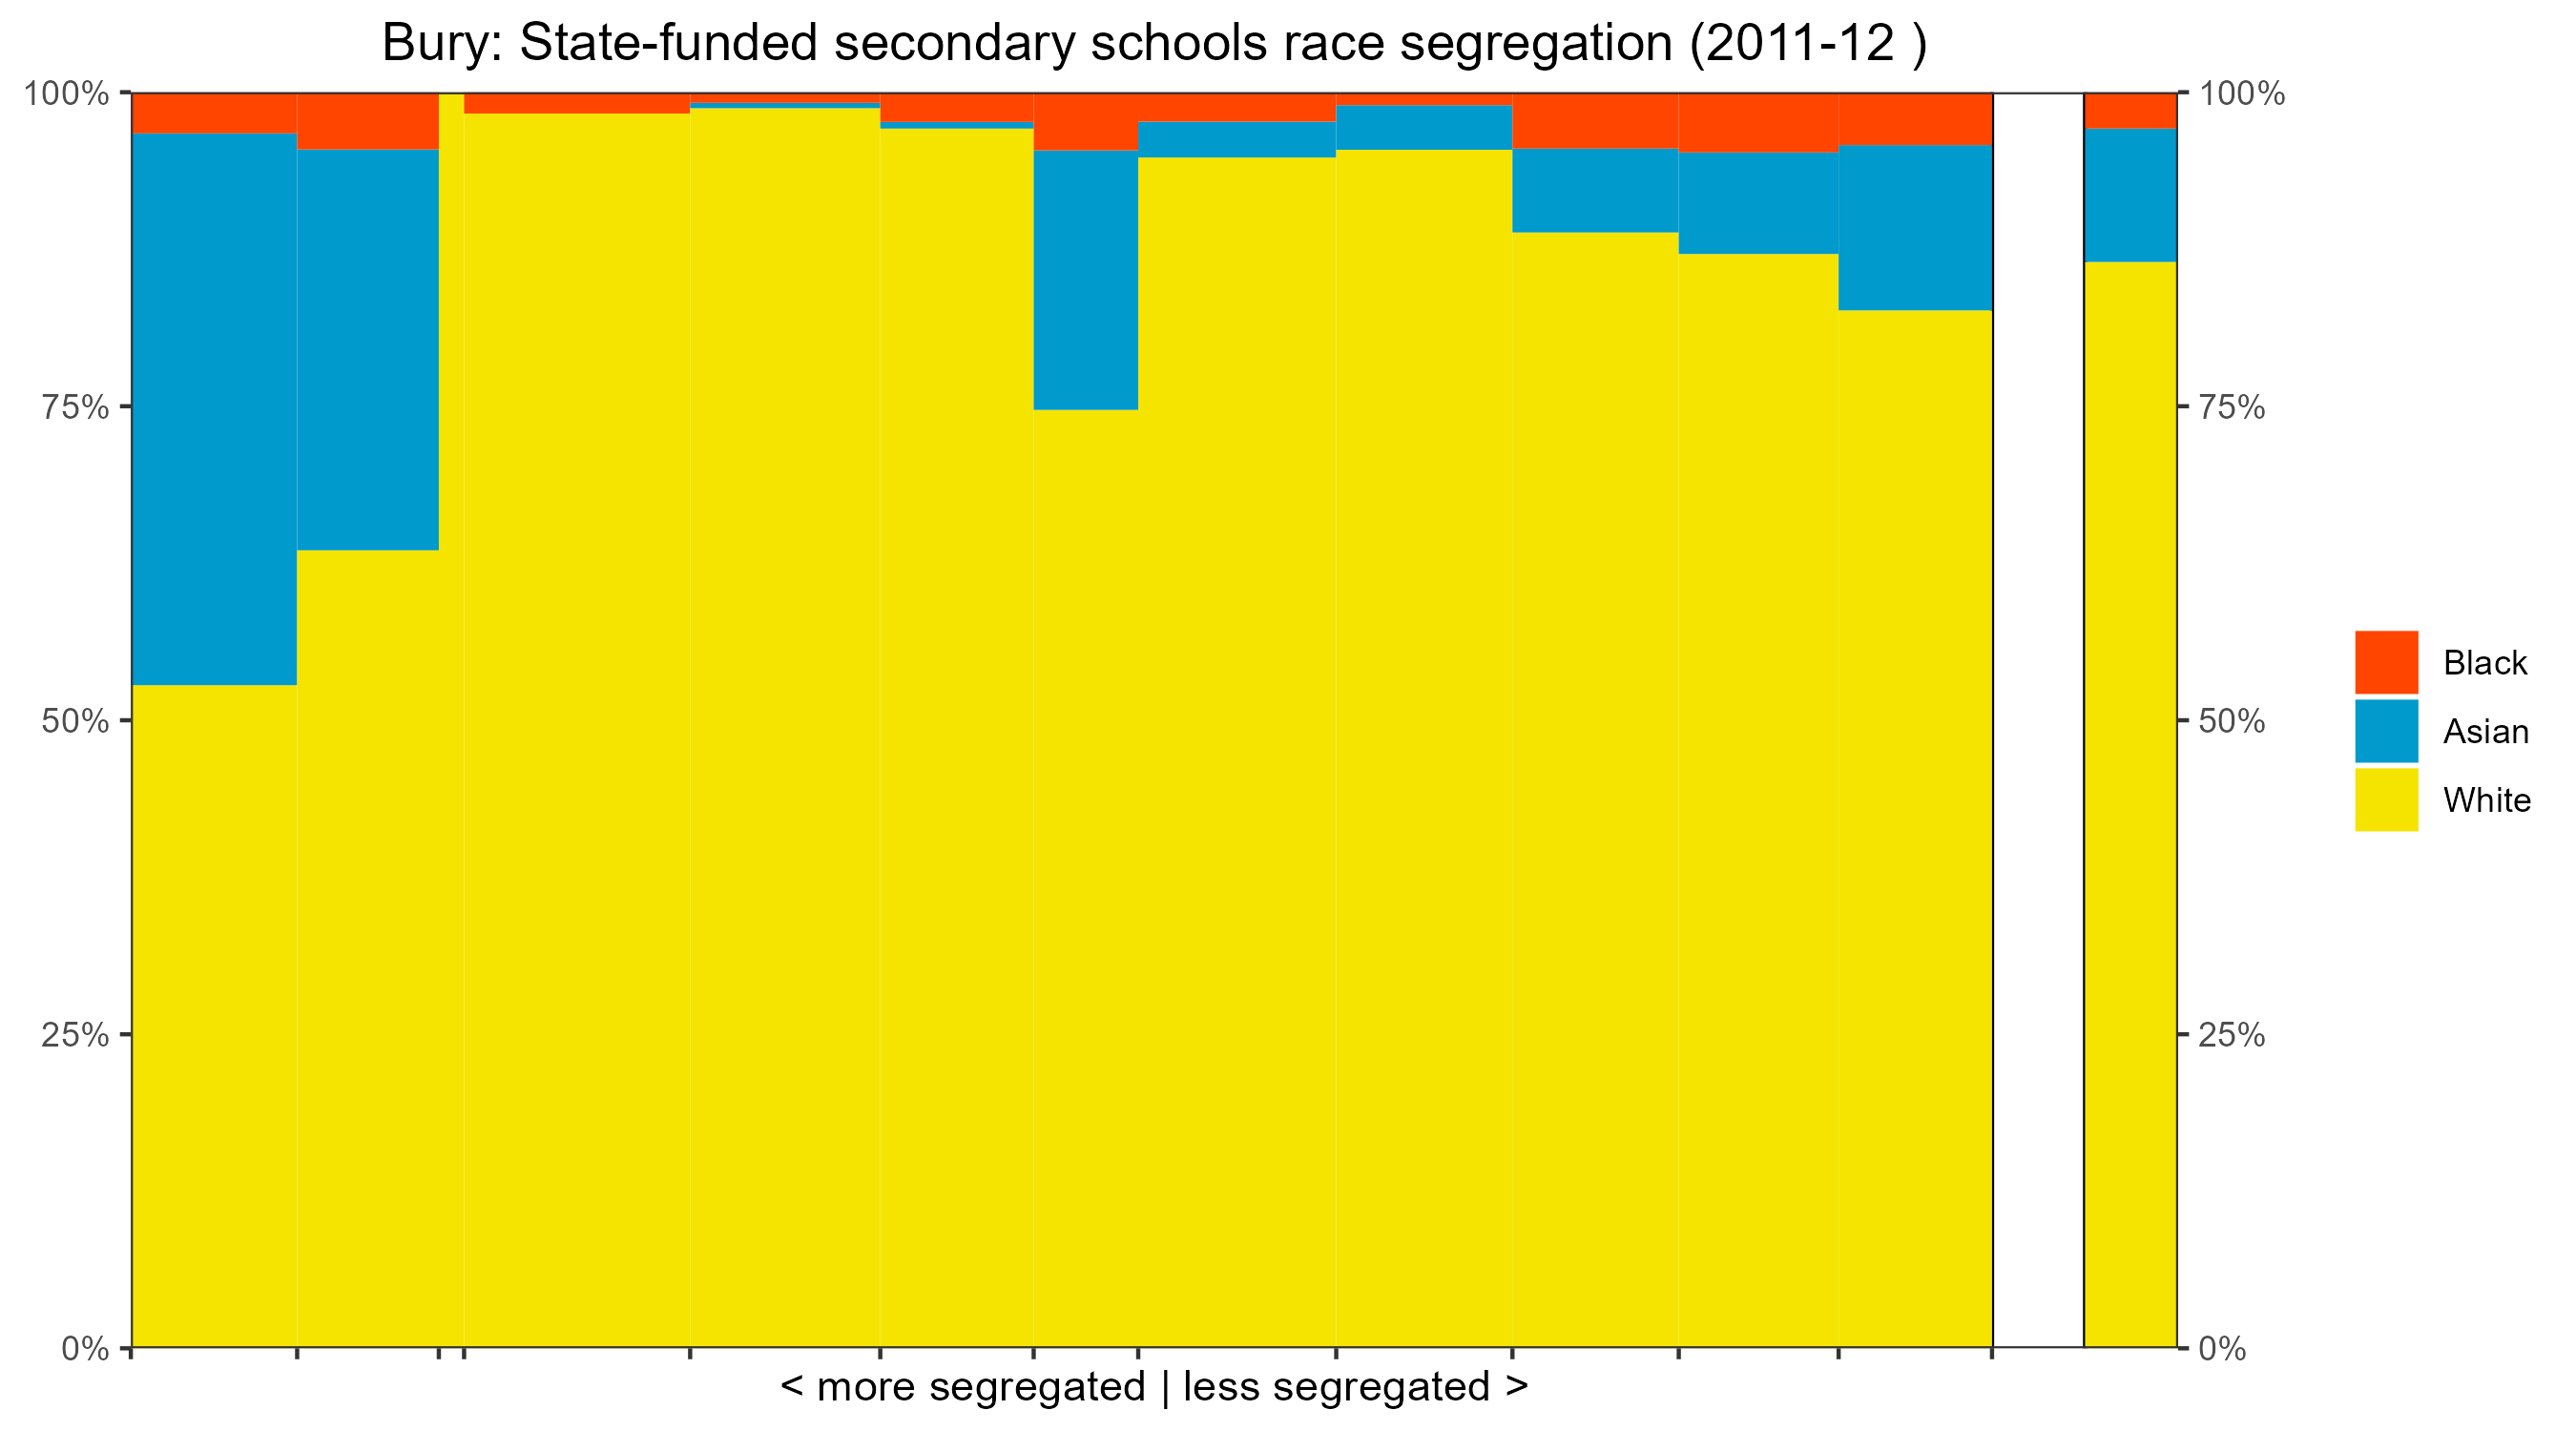 Bury: State-funded secondary schools race segregation (2011-12 )
100%
100%
75%
75%
50%
50%
25%
25%
0%
0%
Black
Asian
White
< more segregated | less segregated >